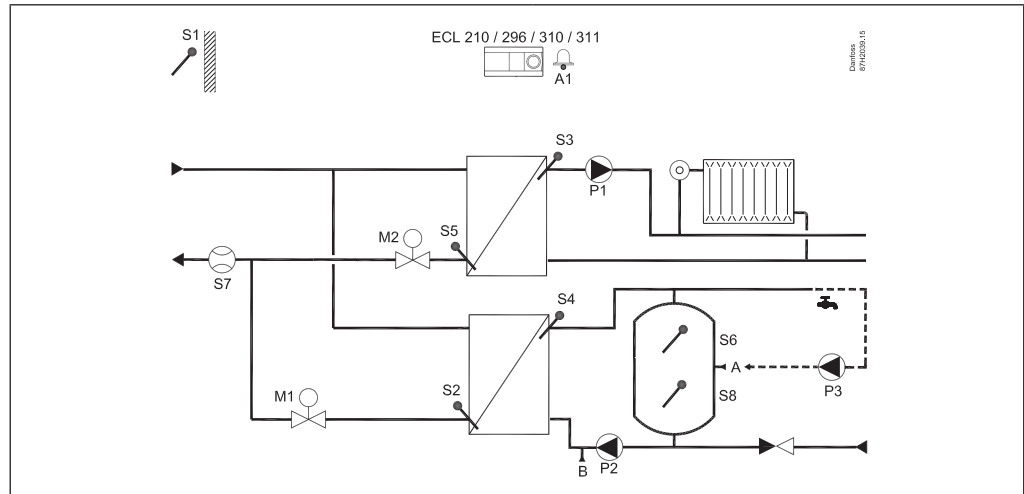 S1
ECL 210 / 296 / 310 / 311
A1
Danfoss
87H2039.15
S3
P1
S5
M2
S7
S4
S6
A
P3
S8
M1
S2
P2
B